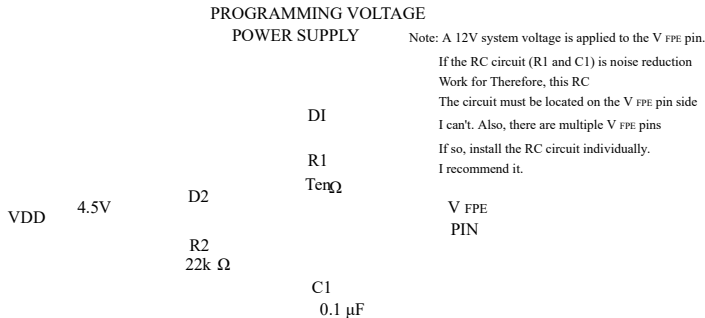 PROGRAMMING VOLTAGE
POWER SUPPLY
Note: A 12V system voltage is applied to the V FPE pin.
If the RC circuit (R1 and C1) is noise reduction
Work for Therefore, this RC
The circuit must be located on the V FPE pin side
I can't. Also, there are multiple V FPE pins
If so, install the RC circuit individually.
I recommend it.
DI
R1
TenΩ
VDD
4.5V
D2
V FPE
PIN
R2
22k Ω
C1
0.1 µF